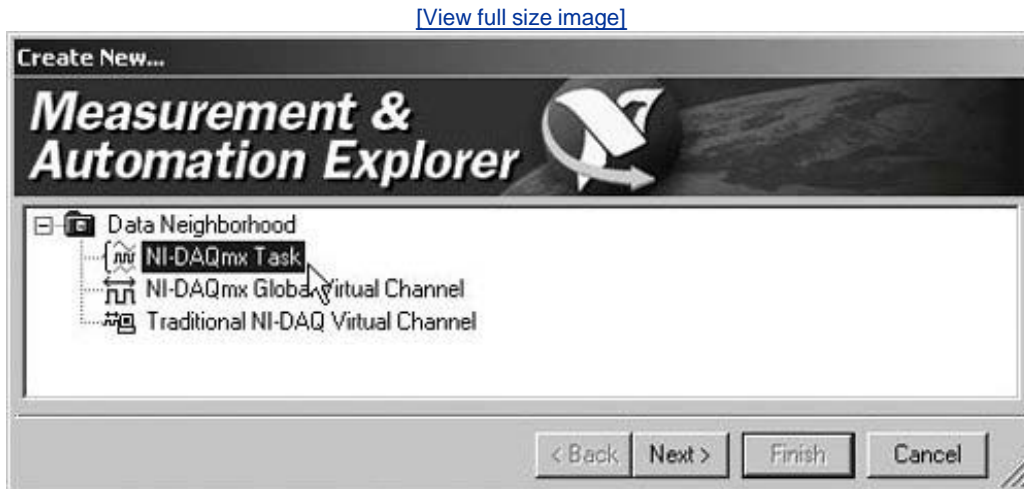 [View full size image]
Create New...
Measurement &
Automation Explorer
Data Neighborhood
NI-DAQmx Task
NI-DAQmx Global Virtual Channel
Traditional NI-DAQ Virtual Channel
< Back Next > Finish Cancel